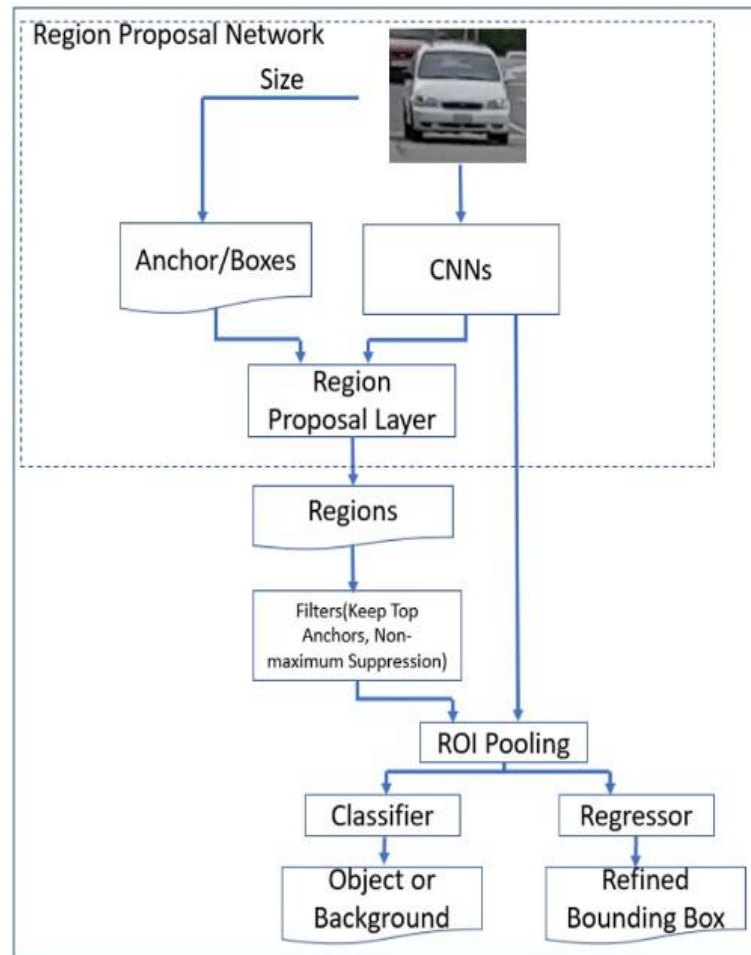 Region Proposal Network
Size
Anchor/Boxes
CNNs
Region
Proposal Layer
Regions
Filters(Keep Top
Anchors, Non-
maximum Suppression)
ROI Pooling
Classifier
Regressor
Object or
Background
Refined
Bounding Box